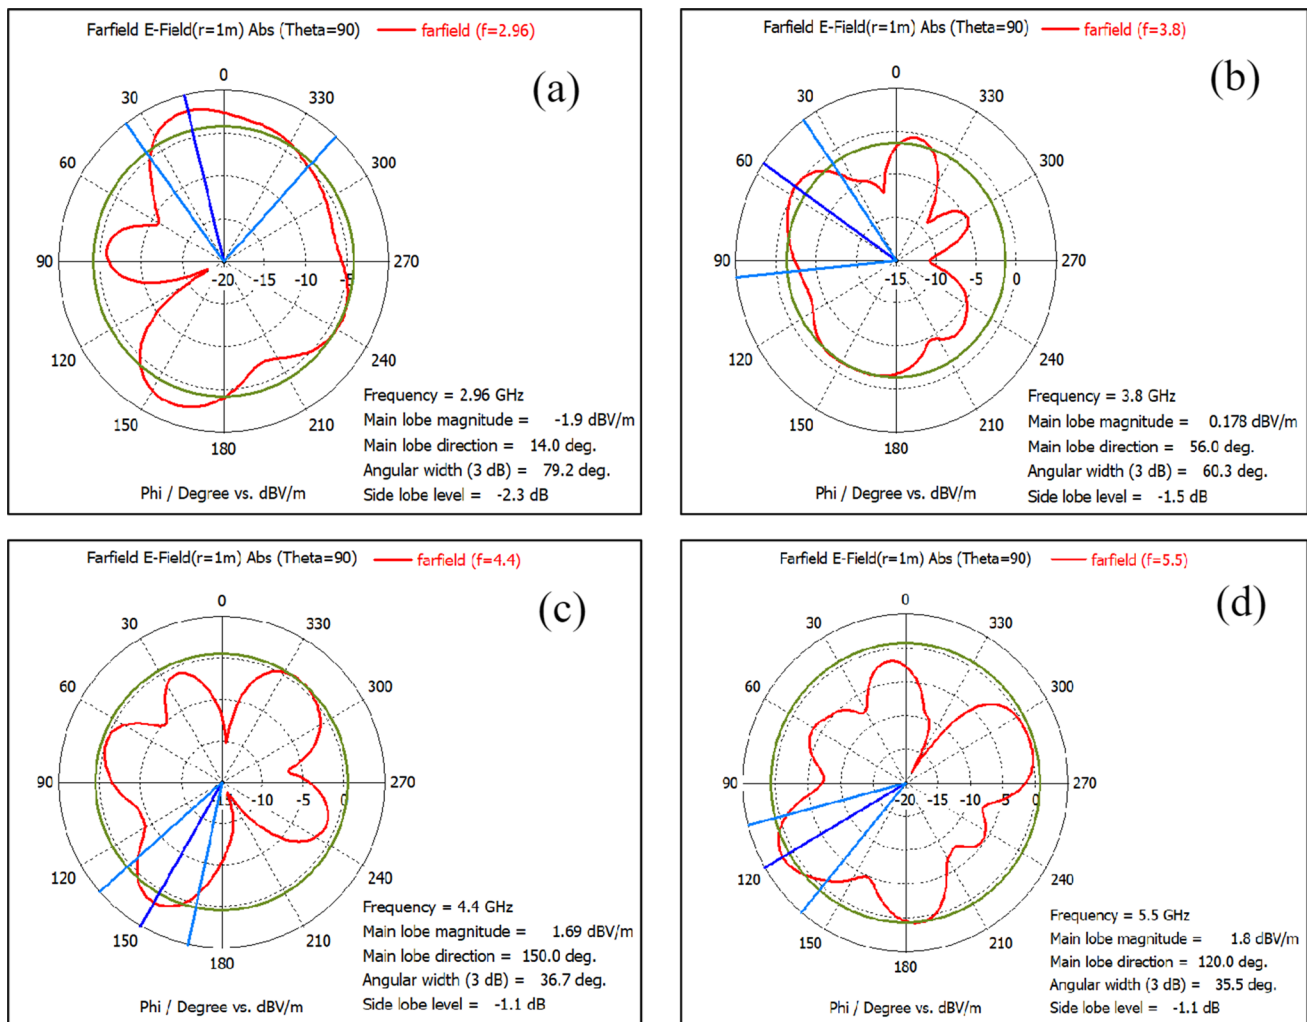 Farfield E-Field(r=1m) Abs (Theta=90) farfield (f=2.96)
(a)
0
30 330
60 300
90 -20 -15 -10 -5 270
120 240
150 210
180
Frequency = 2.96 GHz
Main lobe magnitude = -1.9 dBV/m
Main lobe direction = 14.0 deg.
Angular width (3 dB) = 79.2 deg.
Side lobe level = -2.3 dB
Phi / Degree vs. dBV/m
Farfield E-Field(r=1m) Abs (Theta=90) farfield (f=3.8)
(b)
0
30 330
60 300
90 -15 -10 -5 0 270
120 240
150 210
180
Frequency = 3.8 GHz
Main lobe magnitude = 0.178 dBV/m
Main lobe direction = 56.0 deg.
Angular width (3 dB) = 60.3 deg.
Side lobe level = -1.5 dB
Phi / Degree vs. dBV/m
Farfield E-Field(r=1m) Abs (Theta=90) farfield (f=4.4)
(c)
0
30 330
60 300
90 -15 -10 -5 0 270
120 240
150 210
180
Frequency = 4.4 GHz
Main lobe magnitude = 1.69 dBV/m
Main lobe direction = 150.0 deg.
Angular width (3 dB) = 36.7 deg.
Side lobe level = -1.1 dB
Phi / Degree vs. dBV/m
Farfield E-Field(r=1m) Abs (Theta=90) farfield (f=5.5)
(d)
0
30 330
60 300
90 -20 -15 -10 -5 0 270
120 240
150 210
180
Frequency = 5.5 GHz
Main lobe magnitude = 1.8 dBV/m
Main lobe direction = 120.0 deg.
Angular width (3 dB) = 35.5 deg.
Side lobe level = -1.1 dB
Phi / Degree vs. dBV/m